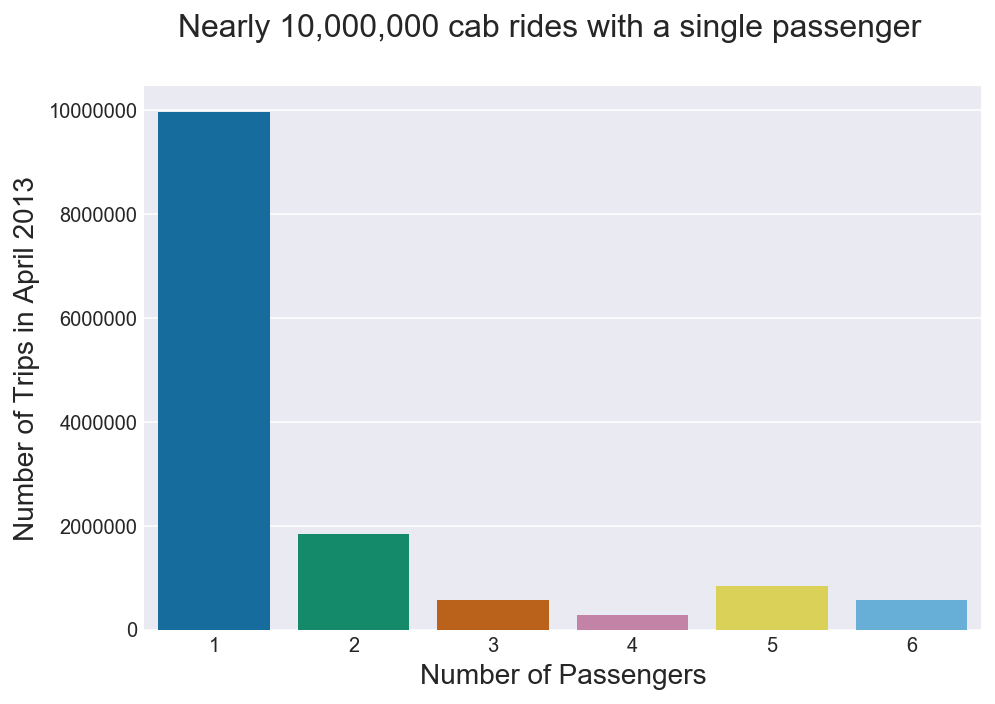 Nearly 10,000,000 cab rides with a single passenger
Number of Trips in April 2013
10000000
8000000
6000000
4000000
2000000
0
1 2 3 4 5 6
Number of Passengers